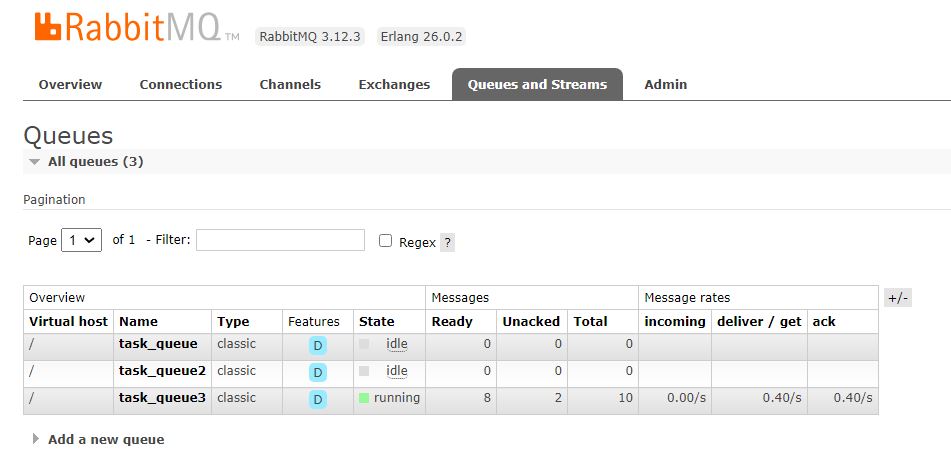 RabbitMQ TM RabbitMQ 3.12.3 Erlang 26.0.2
Overview Connections Channels Exchanges Queues and Streams Admin
Queues
All queues (3)
Pagination
Page 1 of 1 - Filter: Regex ?
Overview Messages Message rates +/-
Virtual host Name Type Features State Ready Unacked Total incoming deliver / get ack
/ task_queue classic D idle 0 0 0
/ task_queue2 classic D idle 0 0 0
/ task_queue3 classic D running 8 2 10 0.00/s 0.40/s 0.40/s
Add a new queue